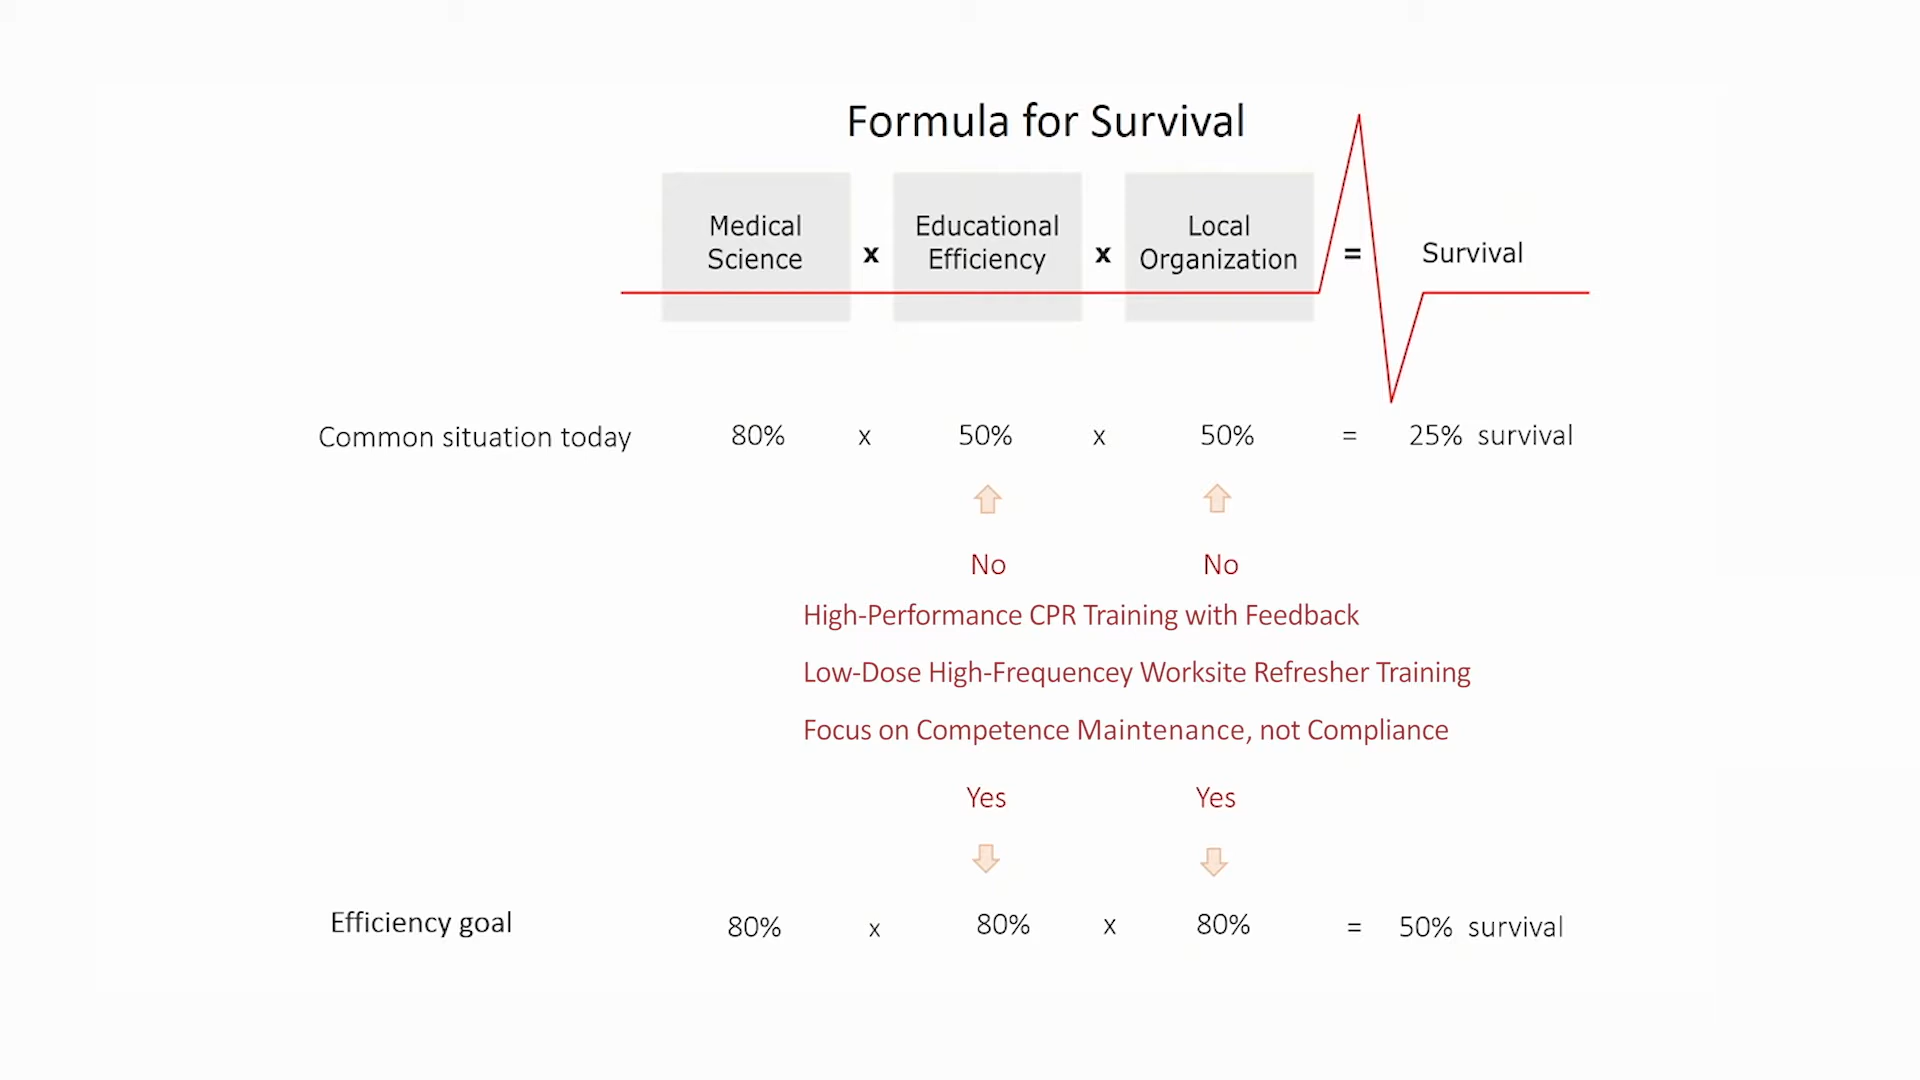 Formula for Survival
Medical Science x Educational Efficiency x Local Organization = Survival
Common situation today 80% x 50% x 50% = 25% survival
No No
High-Performance CPR Training with Feedback
Low-Dose High-Frequencey Worksite Refresher Training
Focus on Competence Maintenance, not Compliance
Yes Yes
Efficiency goal 80% x 80% x 80% = 50% survival